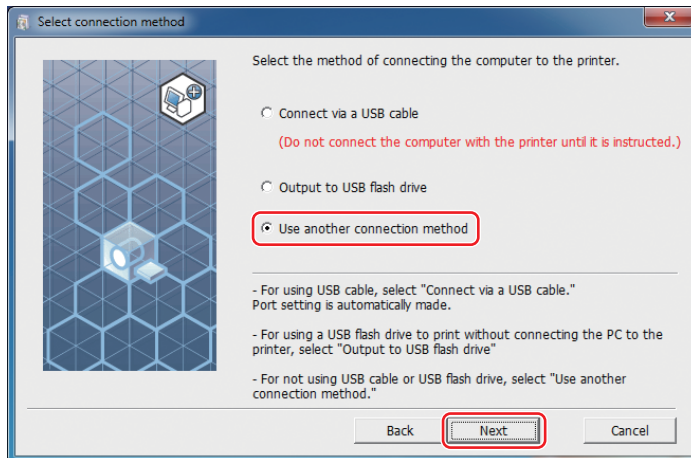 Select connection method
Select the method of connecting the computer to the printer.
Connect via a USB cable
(Do not connect the computer with the printer until it is instructed.)
Output to USB flash drive
Use another connection method
- For using USB cable, select "Connect via a USB cable."
Port setting is automatically made.
- For using a USB flash drive to print without connecting the PC to the
printer, select "Output to USB flash drive"
- For not using USB cable or USB flash drive, select "Use another
connection method."
Back
Next
Cancel